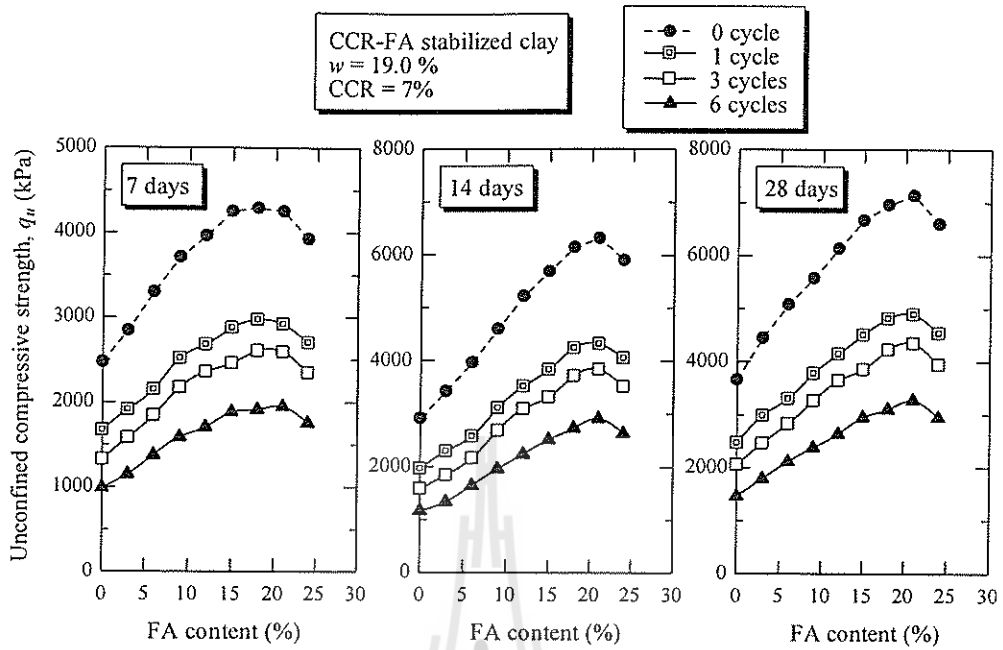 CCR-FA stabilized clay
w = 19.0 %
CCR = 7%
0 cycle
1 cycle
3 cycles
6 cycles
Unconfined compressive strength, qu (kPa)
5000
4000
3000
2000
1000
0
7 days
0 5 10 15 20 25 30
FA content (%)
8000
6000
4000
2000
0
14 days
0 5 10 15 20 25 30
FA content (%)
8000
6000
4000
2000
0
28 days
0 5 10 15 20 25 30
FA content (%)